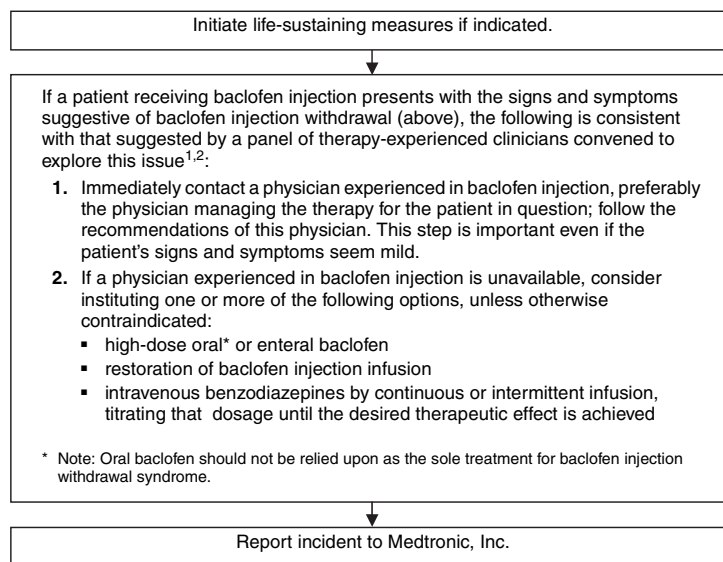 Initiate life-sustaining measures if indicated.
If a patient receiving baclofen injection presents with the signs and symptoms
suggestive of baclofen injection withdrawal (above), the following is consistent
with that suggested by a panel of therapy-experienced clinicians convened to
explore this issue1,2:
1. Immediately contact a physician experienced in baclofen injection, preferably
the physician managing the therapy for the patient in question; follow the
recommendations of this physician. This step is important even if the
patient's signs and symptoms seem mild.
2. If a physician experienced in baclofen injection is unavailable, consider
instituting one or more of the following options, unless otherwise
contraindicated:
▪ high-dose oral* or enteral baclofen
▪ restoration of baclofen injection infusion
▪ intravenous benzodiazepines by continuous or intermittent infusion,
titrating that dosage until the desired therapeutic effect is achieved
* Note: Oral baclofen should not be relied upon as the sole treatment for baclofen injection
withdrawal syndrome.
Report incident to Medtronic, Inc.